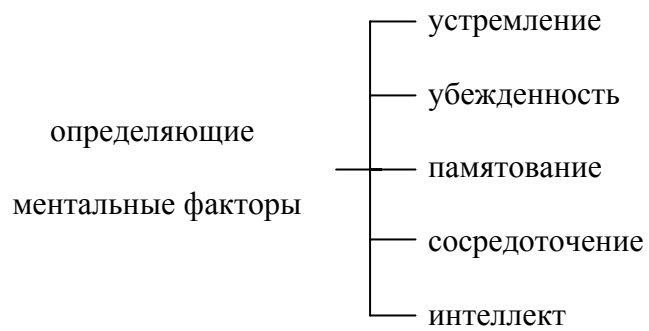 определяющие
ментальные факторы
устремление
убежденность
памятование
сосредоточение
интеллект